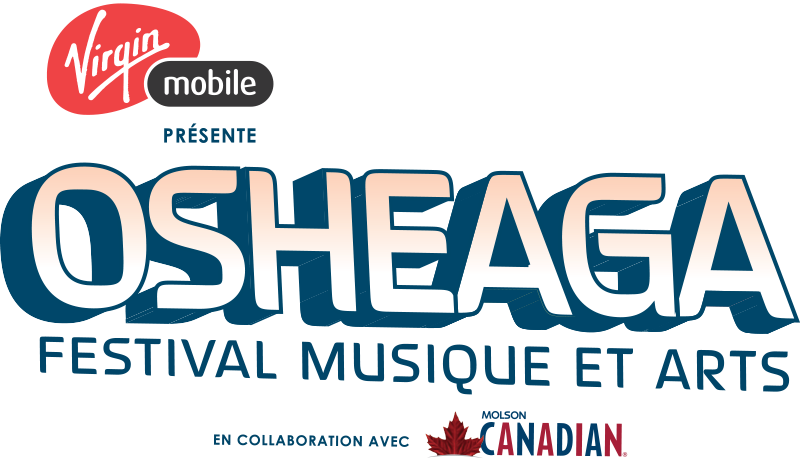 Virgin
mobile
PRÉSENTE
OSHEAGA
FESTIVAL MUSIQUE ET ARTS
EN COLLABORATION AVEC
MOLSON
CANADIAN®